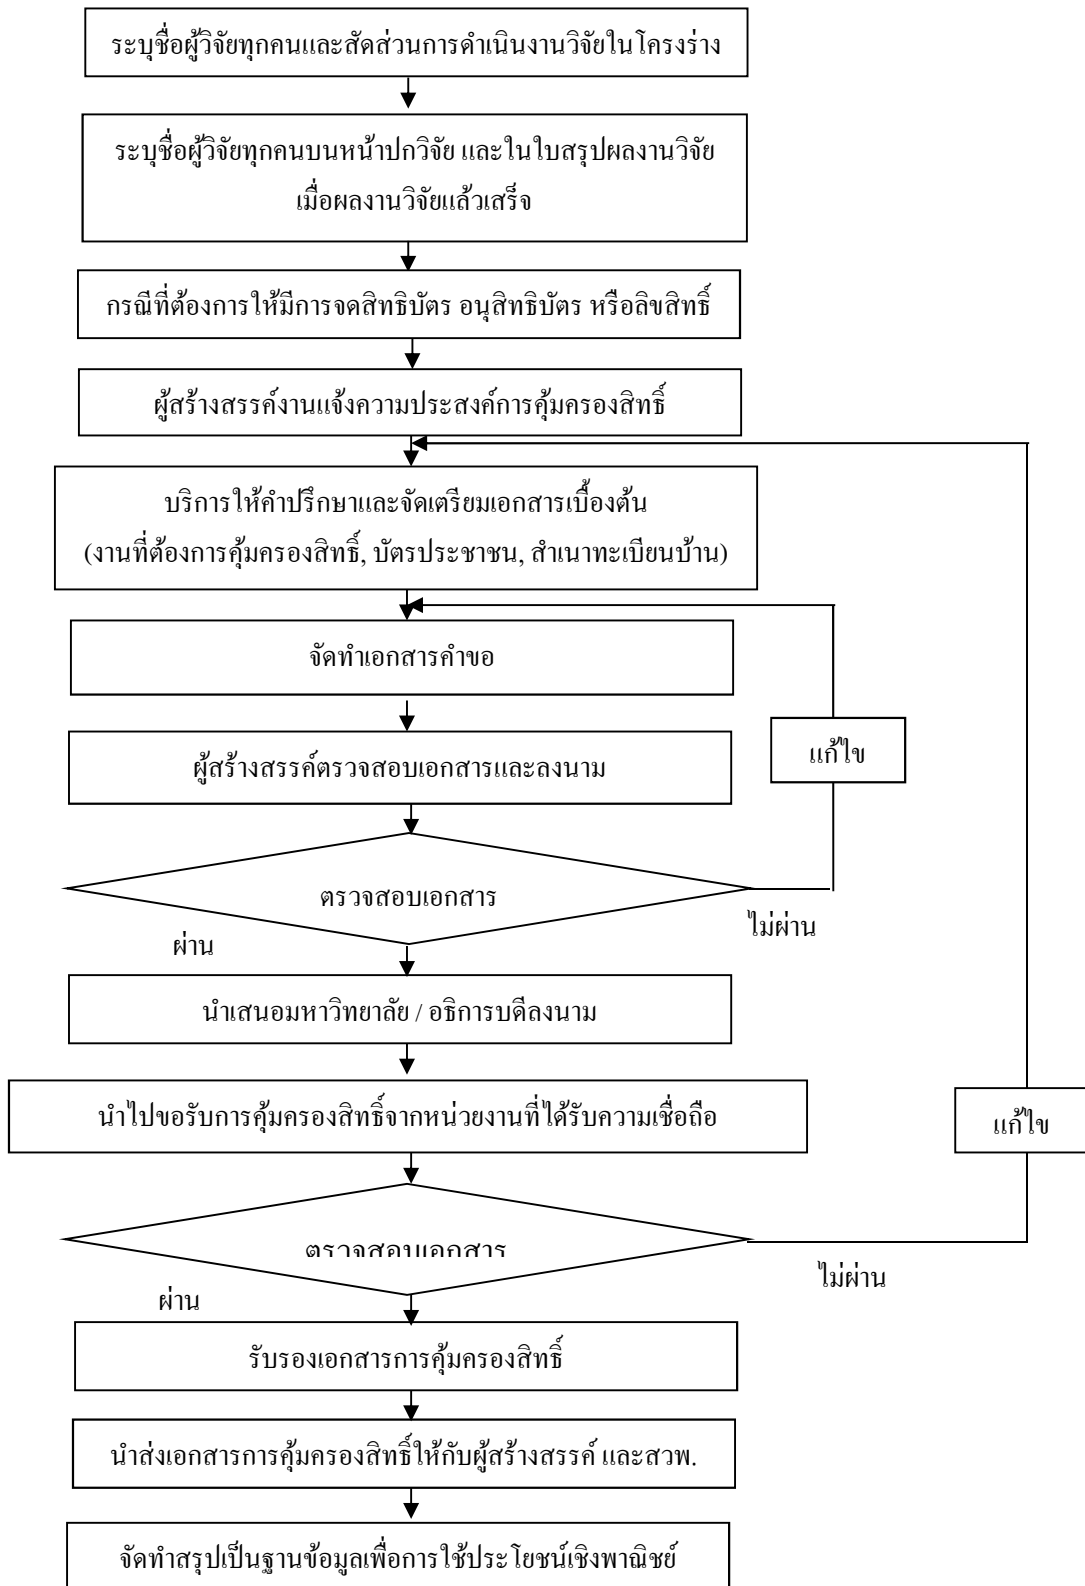 ระบุชื่อผู้วิจัยทุกคนและสัดส่วนการดำเนินงานวิจัยในโครงร่าง
ระบุชื่อผู้วิจัยทุกคนบนหน้าปกวิจัย และในใบสรุปผลงานวิจัย
เมื่อผลงานวิจัยแล้วเสร็จ
กรณีที่ต้องการให้มีการจดสิทธิบัตร อนุสิทธิบัตร หรือลิขสิทธิ์
ผู้สร้างสรรค์งานแจ้งความประสงค์การคุ้มครองสิทธิ์
บริการให้คำปรึกษาและจัดเตรียมเอกสารเบื้องต้น
(งานที่ต้องการคุ้มครองสิทธิ์, บัตรประชาชน, สำเนาทะเบียนบ้าน)
จัดทำเอกสารคำขอ
แก้ไข
ผู้สร้างสรรค์ตรวจสอบเอกสารและลงนาม
ตรวจสอบเอกสาร
ไม่ผ่าน
ผ่าน
นำเสนอมหาวิทยาลัย / อธิการบดีลงนาม
นำไปขอรับการคุ้มครองสิทธิ์จากหน่วยงานที่ได้รับความเชื่อถือ
แก้ไข
ตรวจสอบเอกสาร
ไม่ผ่าน
ผ่าน
รับรองเอกสารการคุ้มครองสิทธิ์
นำส่งเอกสารการคุ้มครองสิทธิ์ให้กับผู้สร้างสรรค์ และสวพ.
จัดทำสรุปเป็นฐานข้อมูลเพื่อการใช้ประโยชน์เชิงพาณิชย์